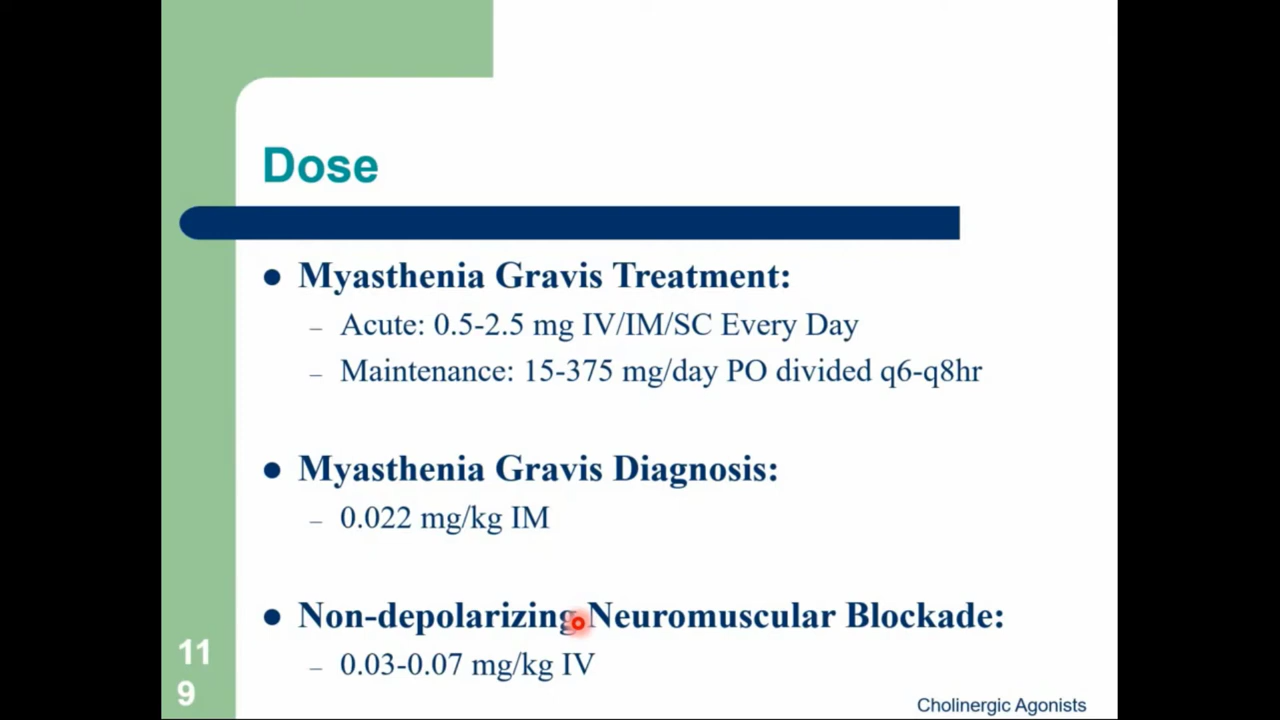 Dose
● Myasthenia Gravis Treatment:
– Acute: 0.5-2.5 mg IV/IM/SC Every Day
– Maintenance: 15-375 mg/day PO divided q6-q8hr
● Myasthenia Gravis Diagnosis:
– 0.022 mg/kg IM
● Non-depolarizing Neuromuscular Blockade:
– 0.03-0.07 mg/kg IV
11
9
Cholinergic Agonists